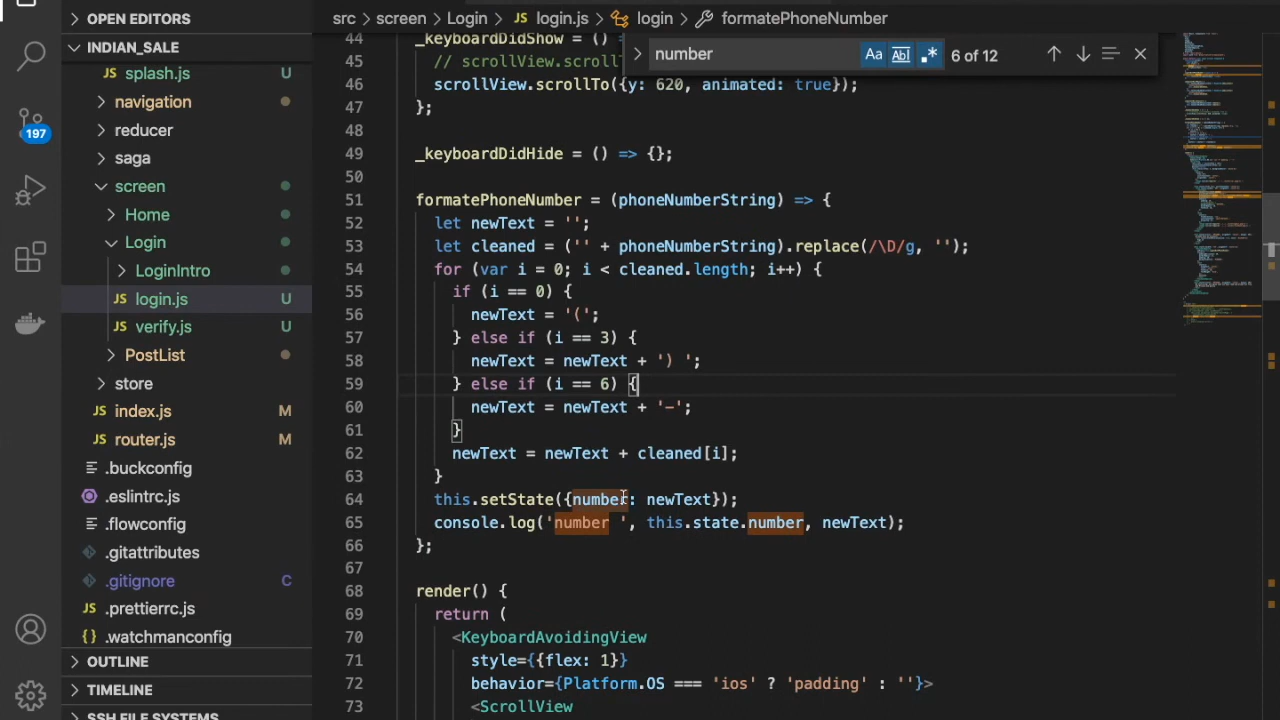 OPEN EDITORS
INDIAN_SALE
splash.js U
navigation
reducer
saga
screen
Home
Login
LoginIntro
login.js U
verify.js U
PostList
store
index.js M
router.js M
.buckconfig
.eslintrc.js U
.flowconfig
.gitattributes
.gitignore C
.prettierrc.js
{} .watchmanconfig
OUTLINE
TIMELINE
197
src > screen > Login > JS login.js > login > formatePhoneNumber
number Aa Abl .* 6 of 12
44 _keyboardDidShow = () =
45 // scrollView.scrollT
46 scrollView.scrollTo({y: 620, animated: true});
47 };
48
49 _keyboardDidHide = () => {};
50
51 formatePhoneNumber = (phoneNumberString) => {
52 let newText = '';
53 let cleaned = ('' + phoneNumberString).replace(/\D/g, '');
54 for (var i = 0; i < cleaned.length; i++) {
55 if (i == 0) {
56 newText = '(';
57 } else if (i == 3) {
58 newText = newText + ') ';
59 } else if (i == 6) {
60 newText = newText + '-';
61 }
62 newText = newText + cleaned[i];
63 }
64 this.setState({number: newText});
65 console.log('number ', this.state.number, newText);
66 };
67
68 render() {
69 return (
70 <KeyboardAvoidingView
71 style={{flex: 1}}
72 behavior={Platform.OS === 'ios' ? 'padding' : ''}>
73 <ScrollView